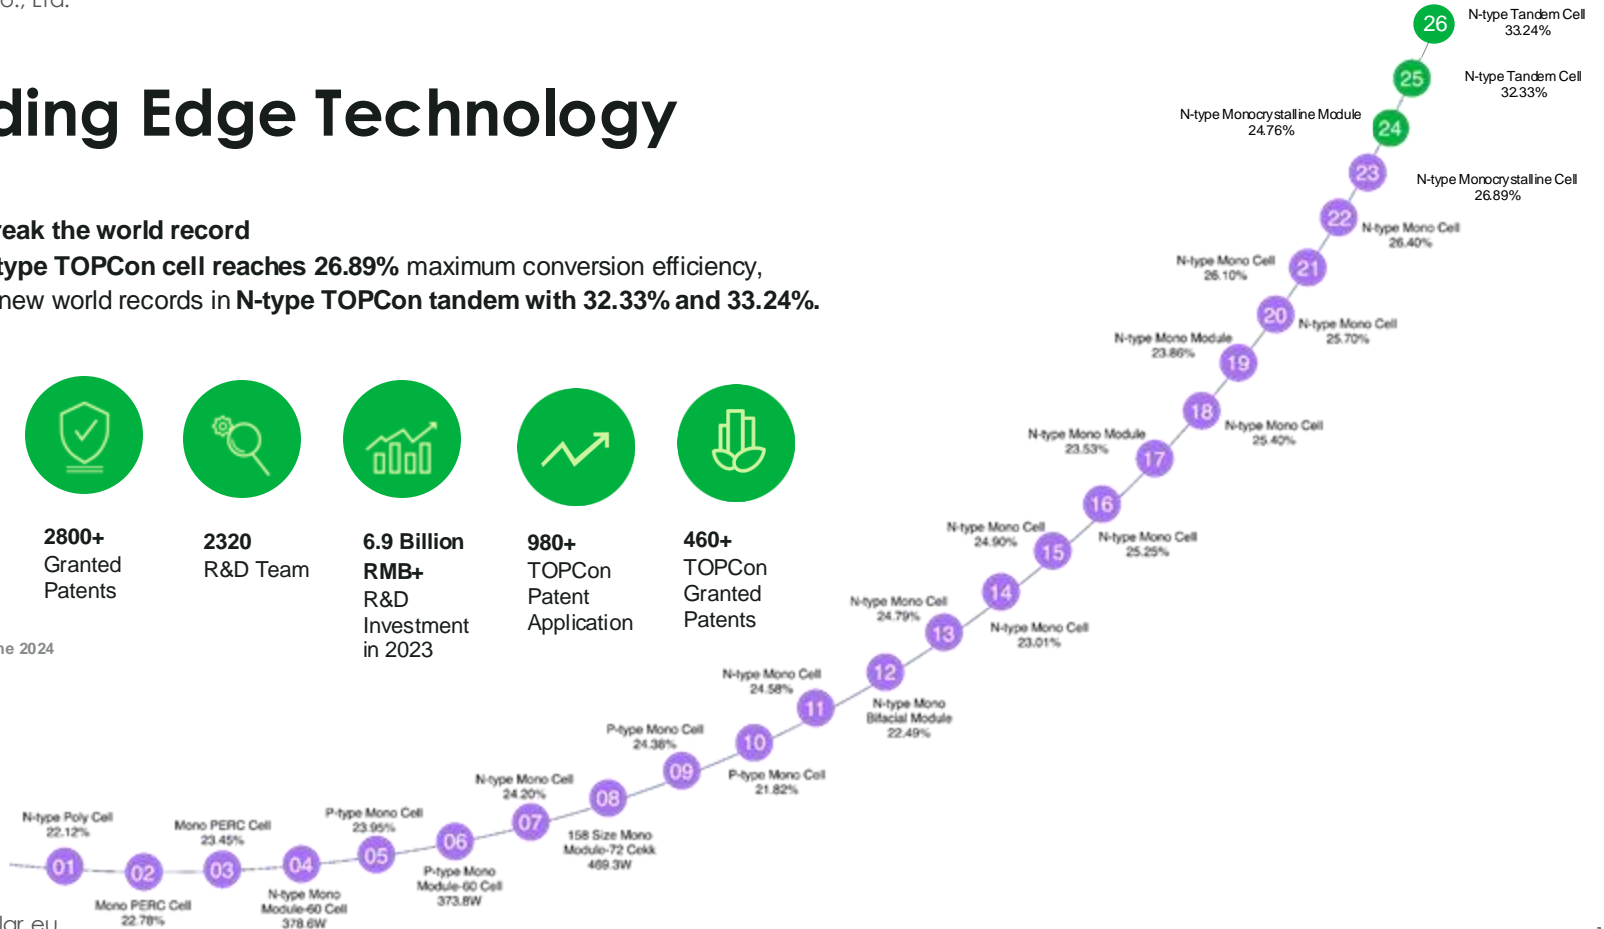 o., Ltd.
ding Edge Technology
reak the world record
type TOPCon cell reaches 26.89% maximum conversion efficiency,
new world records in N-type TOPCon tandem with 32.33% and 33.24%.
2800+
Granted
Patents
2320
R&D Team
6.9 Billion
RMB+
R&D
Investment
in 2023
980+
TOPCon
Patent
Application
460+
TOPCon
Granted
Patents
ne 2024
01
N-type Poly Cell
22.12%
02
Mono PERC Cell
22.78%
03
Mono PERC Cell
23.45%
04
N-type Mono
Module-60 Cell
378.6W
05
P-type Mono Cell
23.95%
06
P-type Mono
Module-60 Cell
373.8W
07
N-type Mono Cell
24.20%
08
158 Size Mono
Module-72 Cekk
469.3W
09
P-type Mono Cell
24.38%
10
P-type Mono Cell
21.82%
11
N-type Mono Cell
24.58%
12
N-type Mono
Bifacial Module
22.49%
13
N-type Mono Cell
24.79%
14
N-type Mono Cell
23.01%
15
N-type Mono Cell
24.90%
16
N-type Mono Cell
25.25%
17
N-type Mono Module
23.53%
18
N-type Mono Cell
25.40%
19
N-type Mono Module
23.86%
20
N-type Mono Cell
25.70%
21
N-type Mono Cell
26.10%
22
N-type Mono Cell
26.40%
23
N-type Monocrystalline Cell
26.89%
24
N-type Monocrystalline Module
24.76%
25
N-type Tandem Cell
32.33%
26
N-type Tandem Cell
33.24%
lar.eu